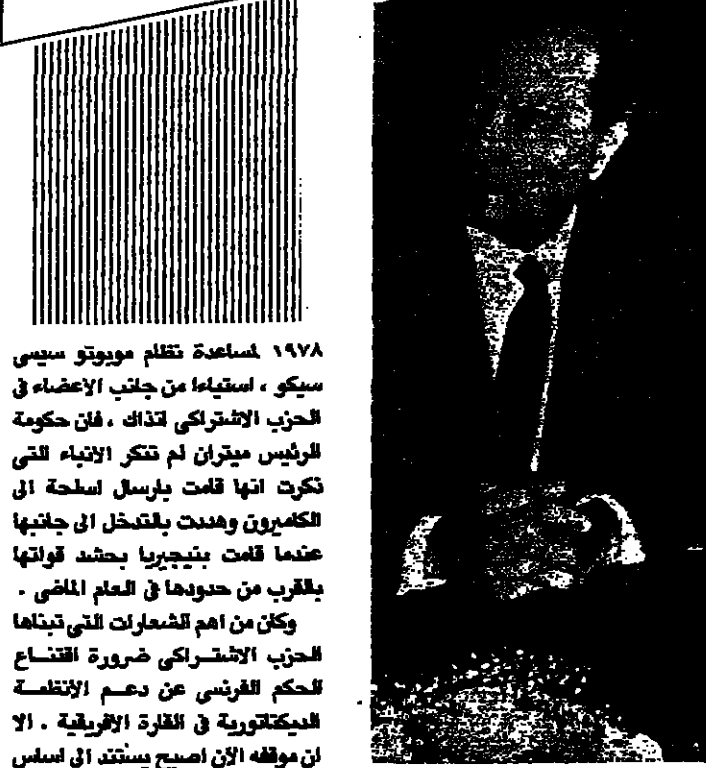 ١٩٧٨ لمساعدة نظام موبوتو سيسى
سيكو ، استياءا من جانب الاعضاء فى
الحزب الاشتراكى انذاك ، فان حكومة
الرئيس ميتران لم تنكر الانباء التى
ذكرت انها قامت بارسال اسلحة الى
الكاميرون وهددت بالتدخل الى جانبها
عندما قامت بنيجيريا بحشد قواتها
بالقرب من حدودها فى العام الماضى .
وكان من اهم الشعارات التى تبناها
الحزب الاشتراكى ضرورة اقتناع
الحكم الفرنسى عن دعم الأنظمة
الديكتاتورية فى القارة الافريقية . الا
ان موقفه الآن اصبح يستند الى اساس